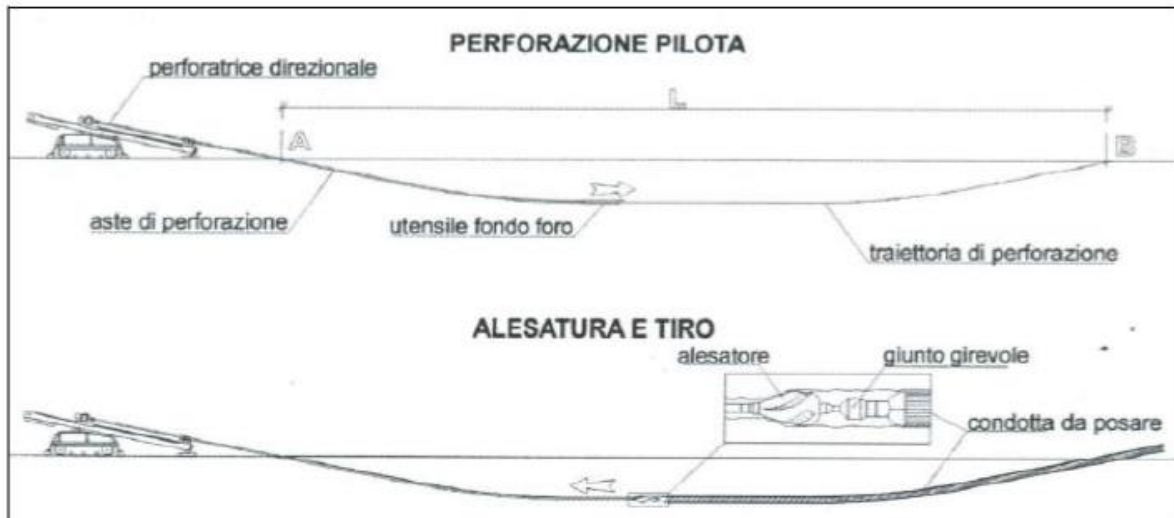 PERFORAZIONE PILOTA
perforatrice direzionale
L
A
B
aste di perforazione
utensile fondo foro
traiettoria di perforazione
ALESATURA E TIRO
alesatore
giunto girevole
condotta da posare